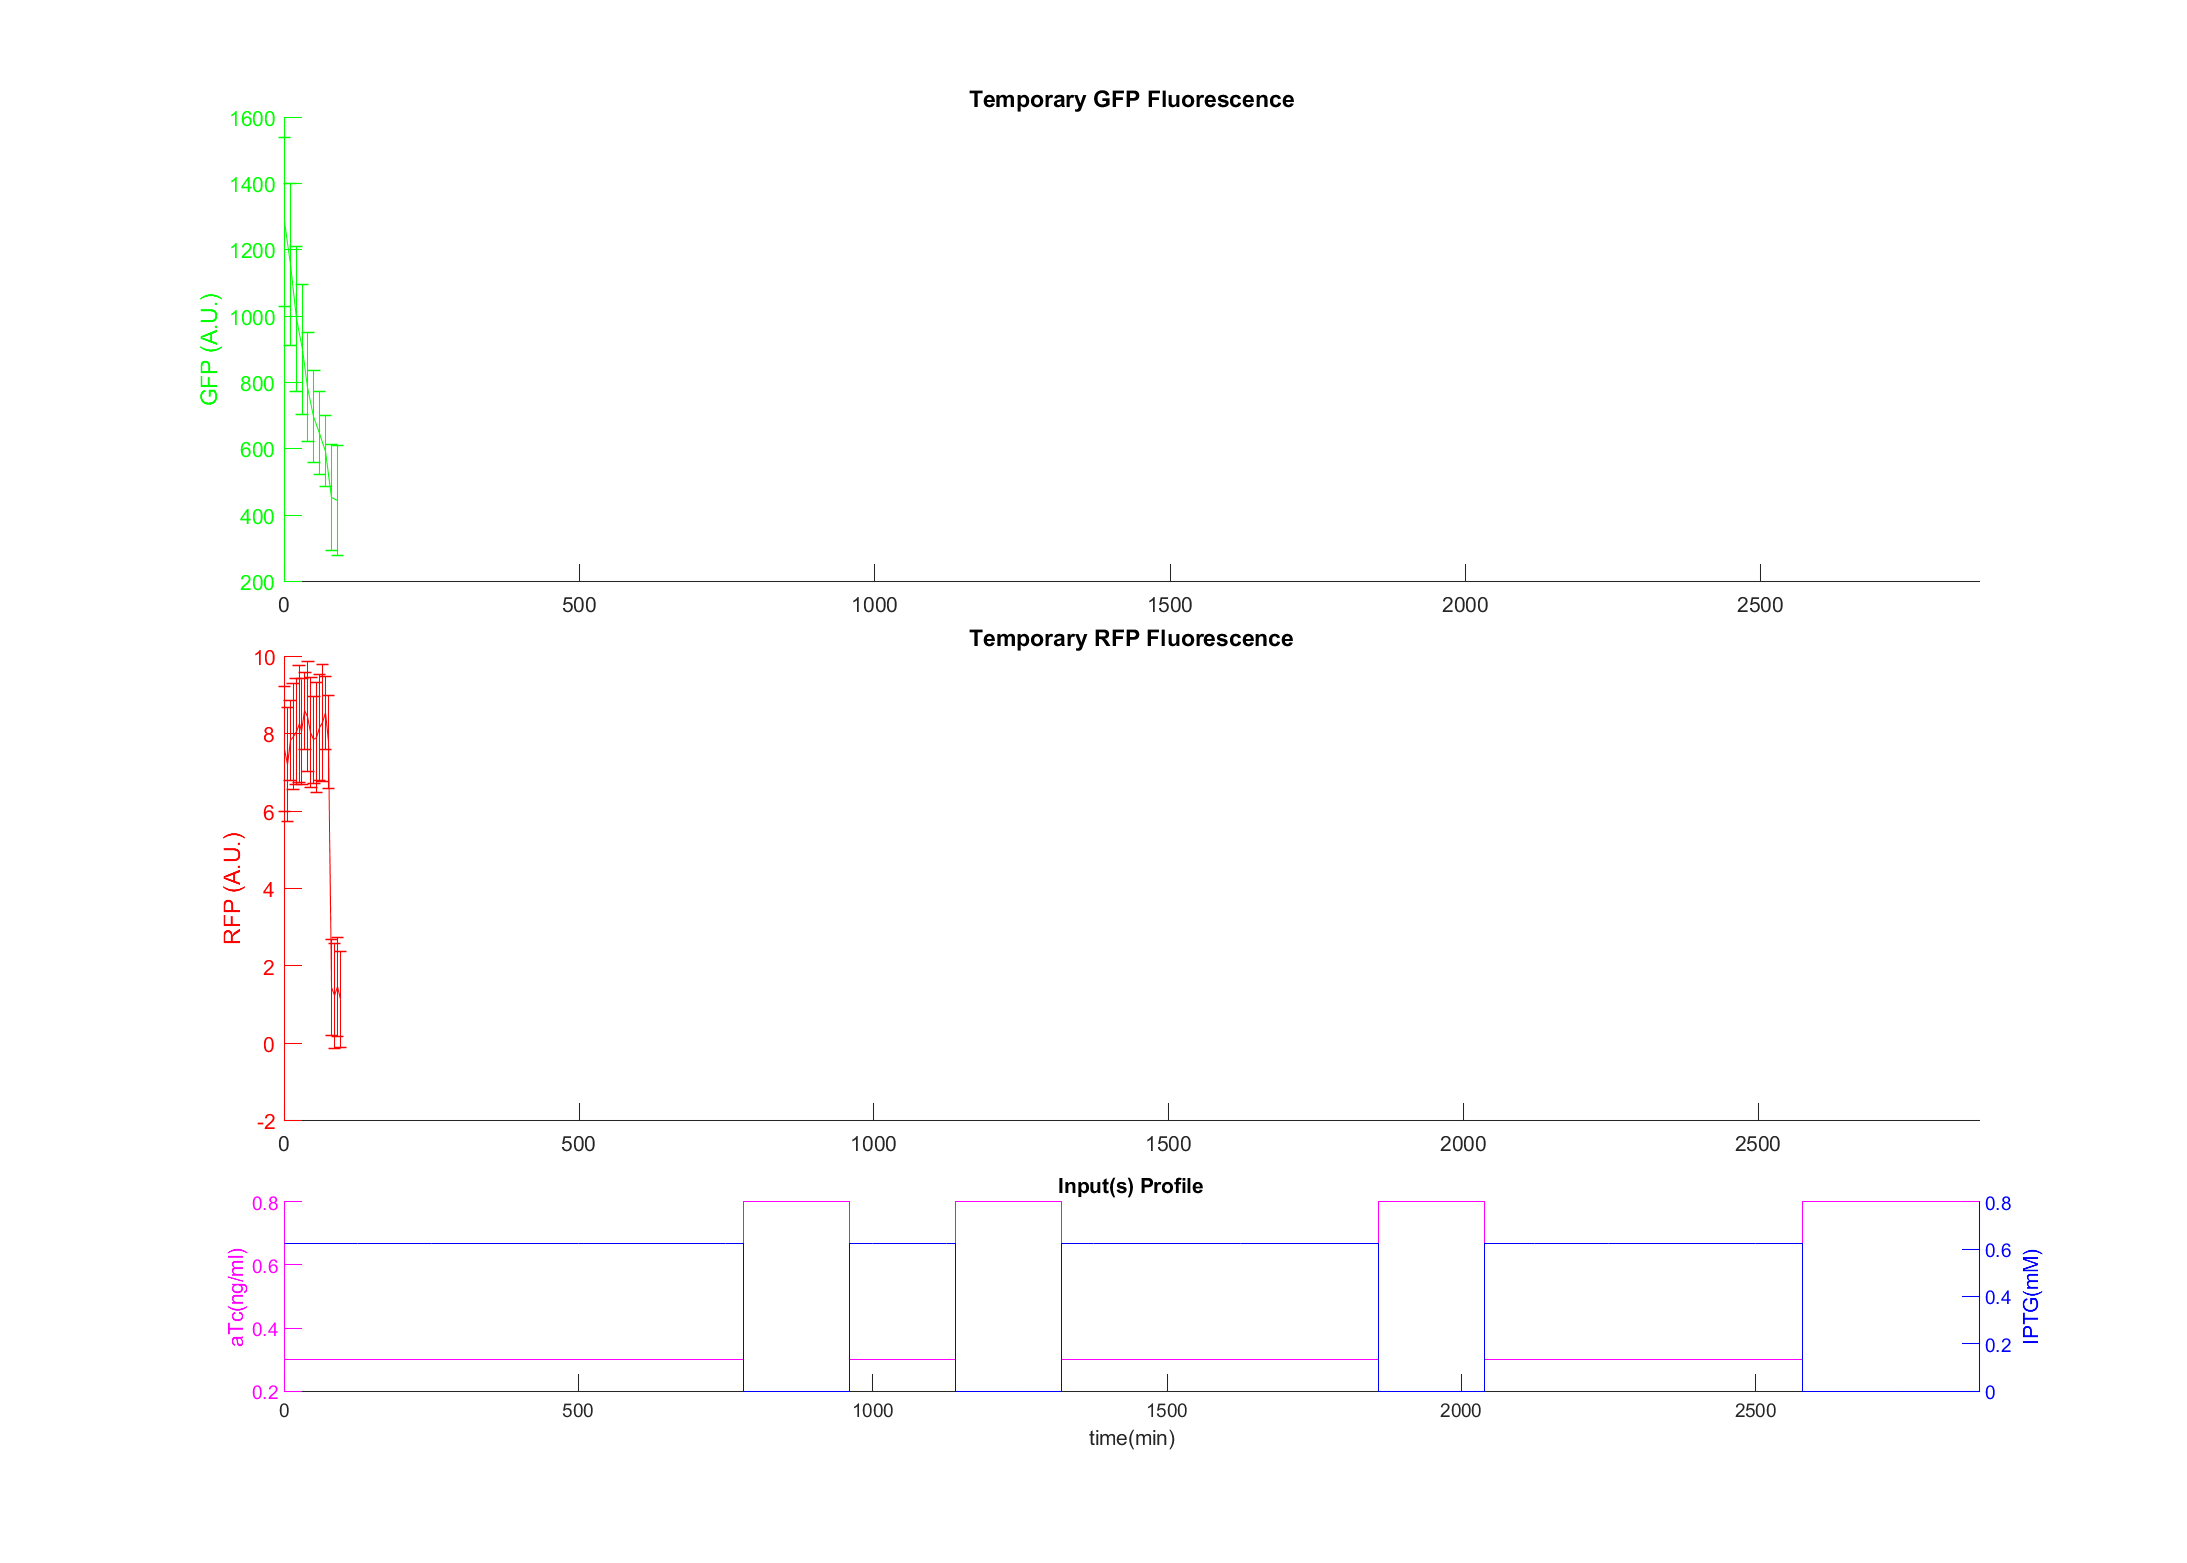 Temporary GFP Fluorescence
1600
1400
1200
1000
800
600
400
200
GFP (A.U.)
0 500 1000 1500 2000 2500
Temporary RFP Fluorescence
10
8
6
4
2
0
-2
RFP (A.U.)
0 500 1000 1500 2000 2500
Input(s) Profile
0.8
0.6
0.4
0.2
aTc(ng/ml)
0.8
0.6
0.4
0.2
0
IPTG(mM)
0 500 1000 1500 2000 2500
time(min)